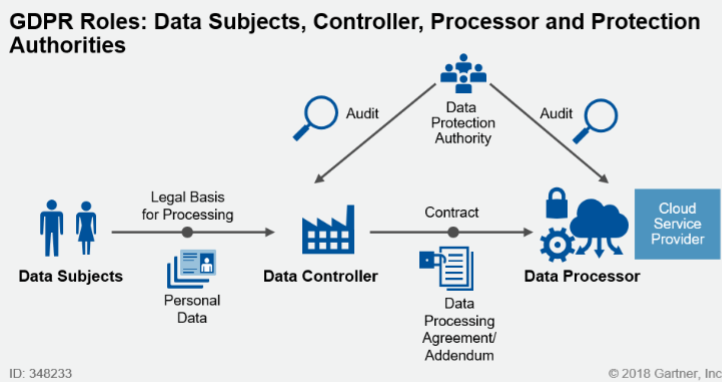 GDPR Roles: Data Subjects, Controller, Processor and Protection
Authorities
Audit
Data
Protection
Authority
Audit
Legal Basis
for Processing
Contract
Cloud
Service
Provider
Data Subjects
Data Controller
Data Processor
Personal
Data
Data
Processing
Agreement/
Addendum
ID: 348233
© 2018 Gartner, Inc